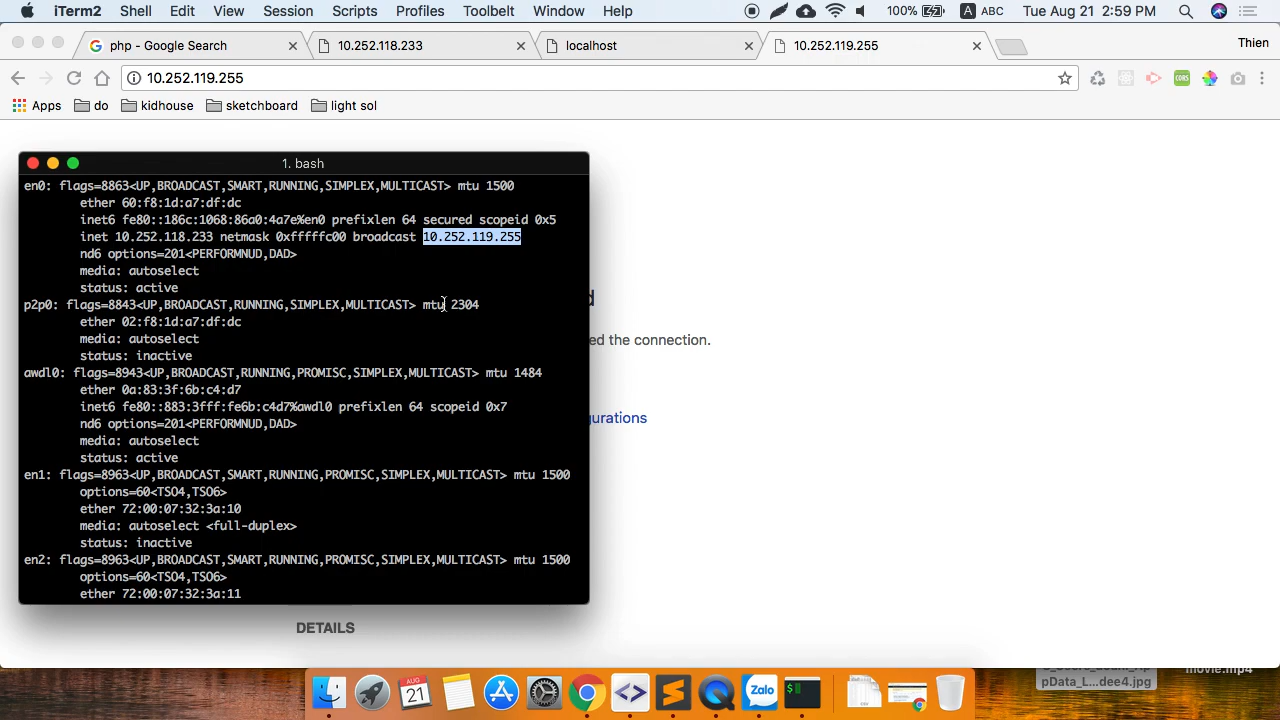 iTerm2 Shell Edit View Session Scripts Profiles Toolbelt Window Help 100% A ABC Tue Aug 21 2:59 PM
php - Google Search 10.252.118.233 localhost 10.252.119.255 Thien
10.252.119.255
Apps do kidhouse sketchboard light sol
1. bash
en0: flags=8863<UP,BROADCAST,SMART,RUNNING,SIMPLEX,MULTICAST> mtu 1500
ether 60:f8:1d:a7:df:dc
inet6 fe80::186c:1068:86a0:4a7e%en0 prefixlen 64 secured scopeid 0x5
inet 10.252.118.233 netmask 0xfffffc00 broadcast 10.252.119.255
nd6 options=201<PERFORMNUD,DAD>
media: autoselect
status: active
p2p0: flags=8843<UP,BROADCAST,RUNNING,SIMPLEX,MULTICAST> mtu 2304
ether 02:f8:1d:a7:df:dc
media: autoselect
status: inactive
awdl0: flags=8943<UP,BROADCAST,RUNNING,PROMISC,SIMPLEX,MULTICAST> mtu 1484
ether 0a:83:3f:6b:c4:d7
inet6 fe80::883:3fff:fe6b:c4d7%awdl0 prefixlen 64 scopeid 0x7
nd6 options=201<PERFORMNUD,DAD>
media: autoselect
status: active
en1: flags=8963<UP,BROADCAST,SMART,RUNNING,PROMISC,SIMPLEX,MULTICAST> mtu 1500
options=60<TSO4,TSO6>
ether 72:00:07:32:3a:10
media: autoselect <full-duplex>
status: inactive
en2: flags=8963<UP,BROADCAST,SMART,RUNNING,PROMISC,SIMPLEX,MULTICAST> mtu 1500
options=60<TSO4,TSO6>
ether 72:00:07:32:3a:11
d
ed the connection.
gurations
DETAILS
movie.mp4
pData_L...dee4.jpg
AUG
21
Zalo